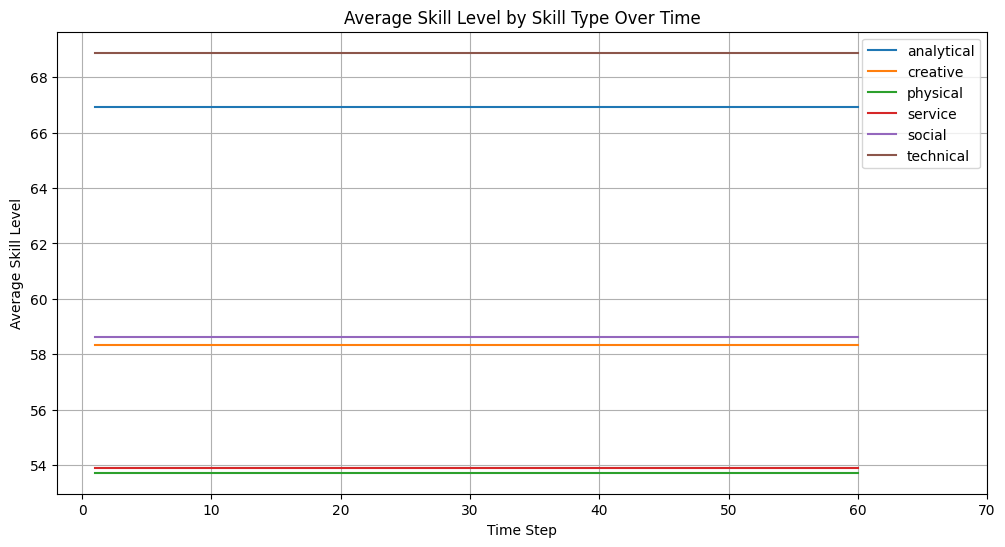 Average Skill Level by Skill Type Over Time
Average Skill Level
68
66
64
62
60
58
56
54
analytical
creative
physical
service
social
technical
0 10 20 30 40 50 60 70
Time Step